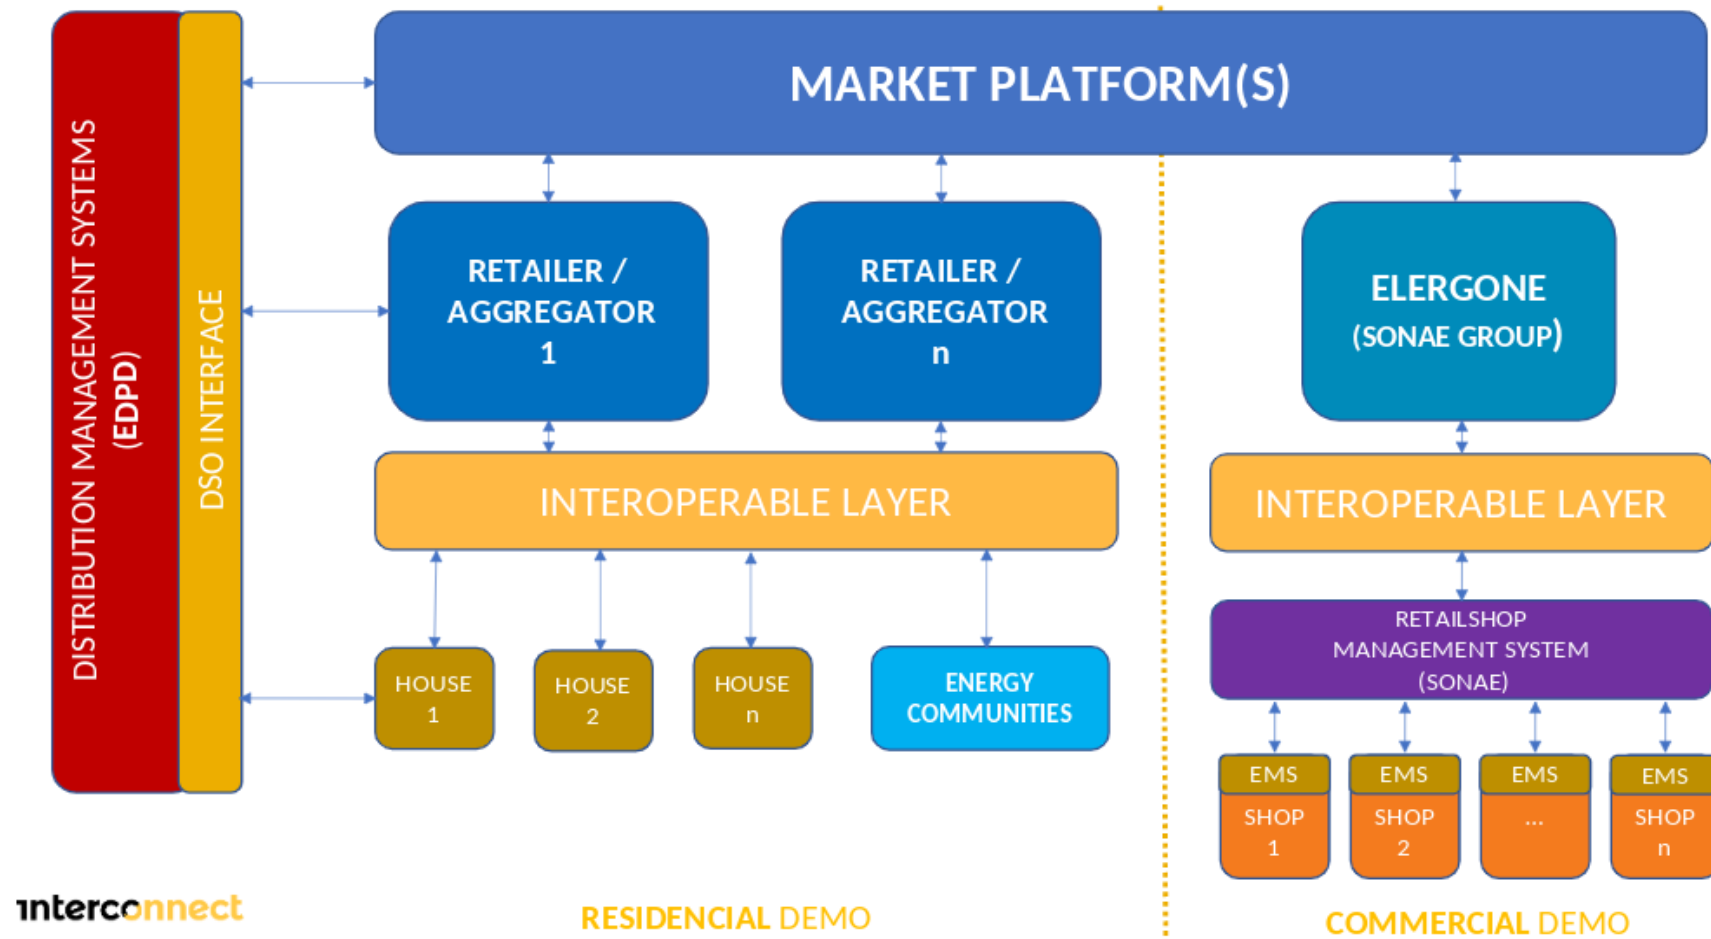 DISTRIBUTION MANAGEMENT SYSTEMS
(EDPD)
DSO INTERFACE
MARKET PLATFORM(S)
RETAILER /
AGGREGATOR
1
RETAILER /
AGGREGATOR
n
ELERGONE
(SONAE GROUP)
INTEROPERABLE LAYER
INTEROPERABLE LAYER
HOUSE
1
HOUSE
2
HOUSE
n
ENERGY
COMMUNITIES
RETAILSHOP
MANAGEMENT SYSTEM
(SONAE)
EMS
SHOP
1
EMS
SHOP
2
EMS
...
EMS
SHOP
n
interconnect
RESIDENCIAL DEMO
COMMERCIAL DEMO